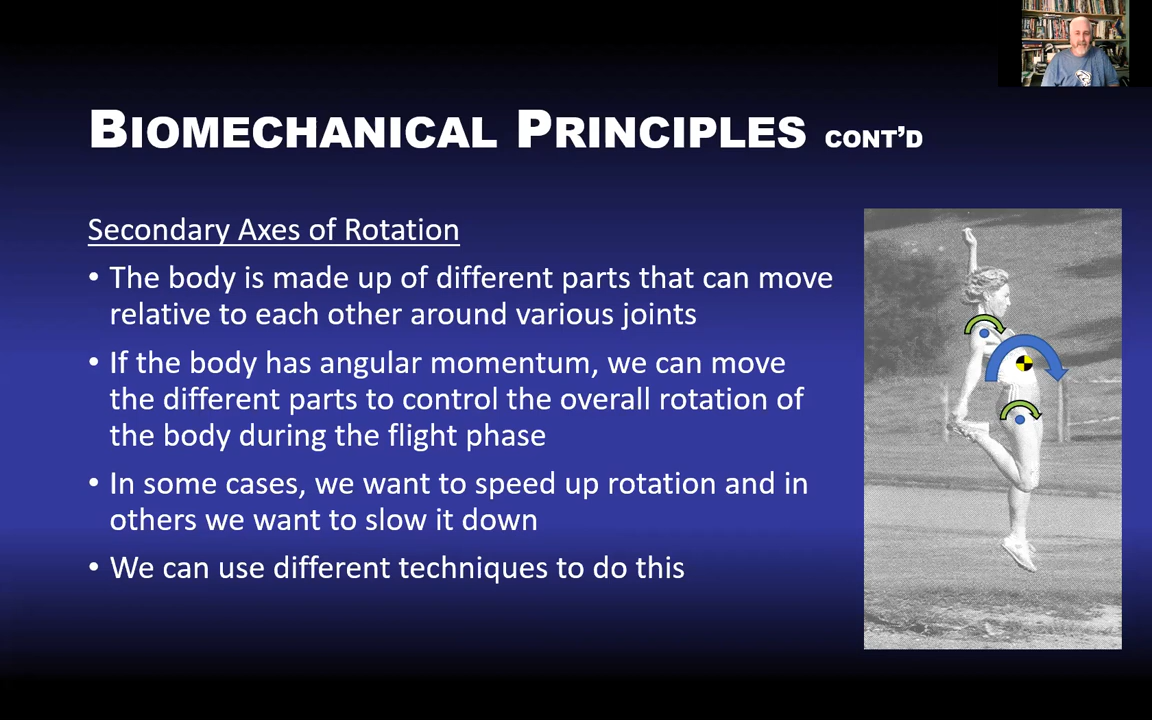 BIOMECHANICAL PRINCIPLES CONT'D
Secondary Axes of Rotation
• The body is made up of different parts that can move
relative to each other around various joints
• If the body has angular momentum, we can move
the different parts to control the overall rotation of
the body during the flight phase
• In some cases, we want to speed up rotation and in
others we want to slow it down
• We can use different techniques to do this